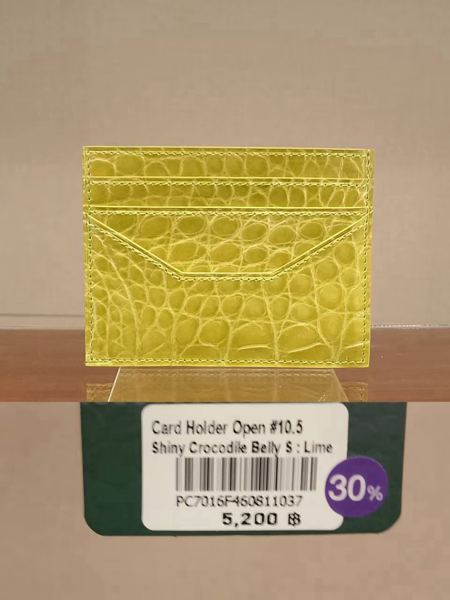 Card Holder Open #10.5
Shiny Crocodile Belly S : Lime
PC7016F460811037
5,200 ฿
30%